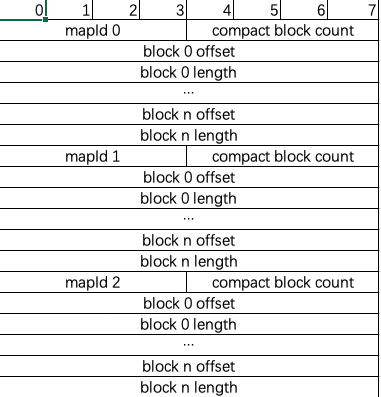 0 1 2 3 4 5 6 7
mapId 0 compact block count
block 0 offset
block 0 length
...
block n offset
block n length
mapId 1 compact block count
block 0 offset
block 0 length
...
block n offset
block n length
mapId 2 compact block count
block 0 offset
block 0 length
...
block n offset
block n length